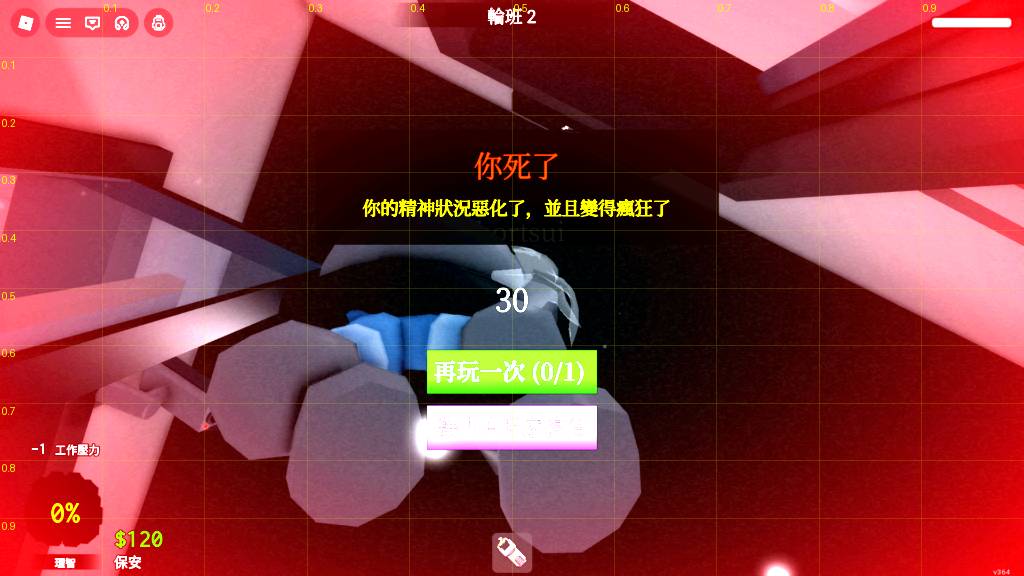 輪班 2
你死了
你的精神狀況惡化了，並且變得瘋狂了
30
再玩一次 (0/1)
-1 工作壓力
0%
理智
$120
保安
v364